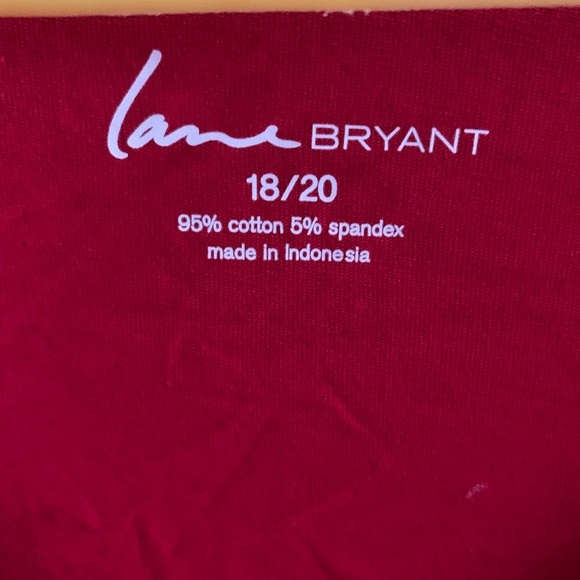 Lane BRYANT
18/20
95% cotton 5% spandex
made in Indonesia